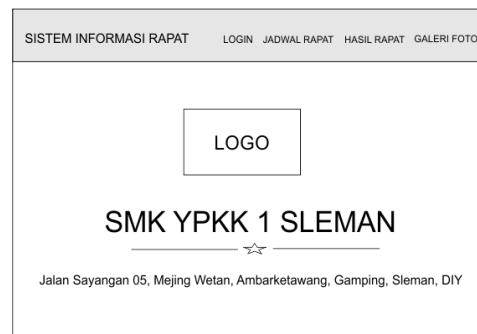 SISTEM INFORMASI RAPAT LOGIN JADWAL RAPAT HASIL RAPAT GALERI FOTO
LOGO
SMK YPKK 1 SLEMAN
Jalan Sayangan 05, Mejing Wetan, Ambarketawang, Gamping, Sleman, DIY